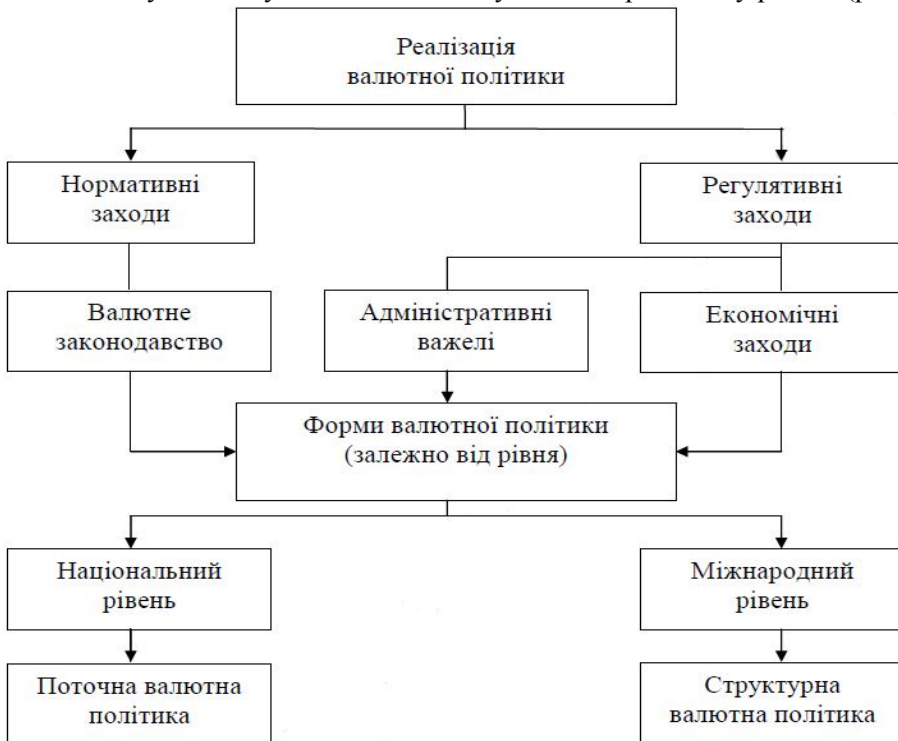 Реалізація
валютної політики
Нормативні
заходи
Регулятивні
заходи
Валютне
законодавство
Адміністративні
важелі
Економічні
заходи
Форми валютної політики
(залежно від рівня)
Національний
рівень
Міжнародний
рівень
Поточна валютна
політика
Структурна
валютна політика